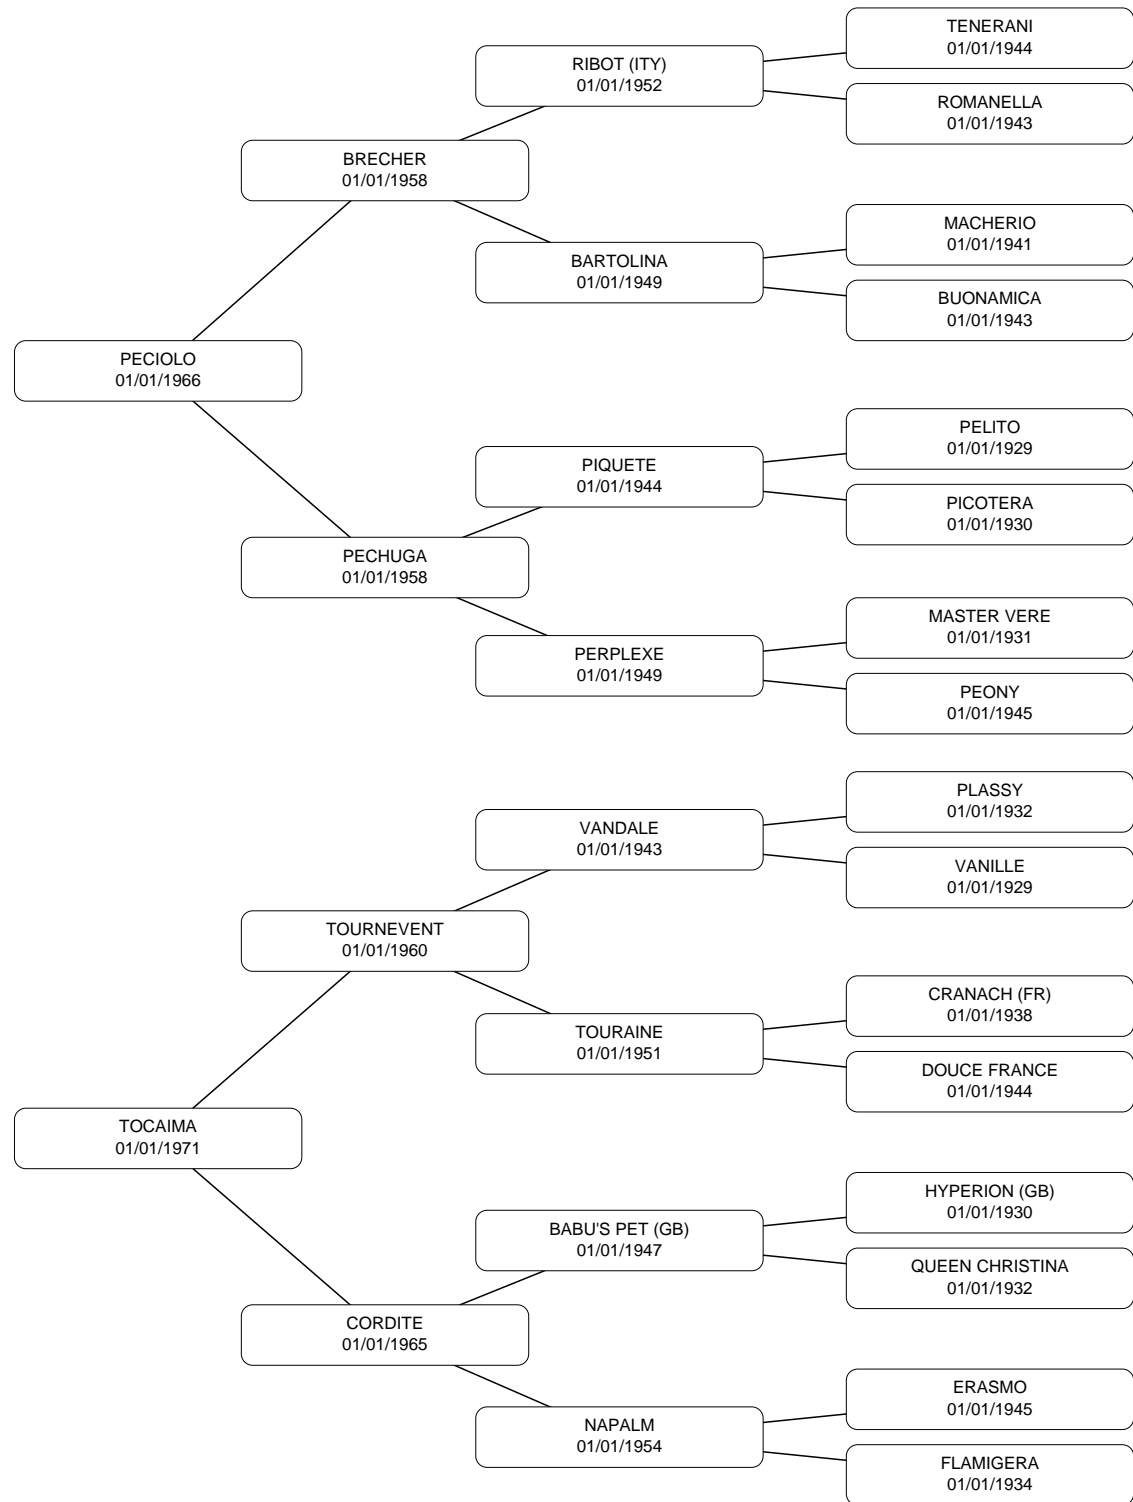 TENERANI
01/01/1944
RIBOT (ITY)
01/01/1952
ROMANELLA
01/01/1943
BRECHER
01/01/1958
MACHERIO
01/01/1941
BARTOLINA
01/01/1949
BUONAMICA
01/01/1943
PECIOLO
01/01/1966
PELITO
01/01/1929
PIQUETE
01/01/1944
PICOTERA
01/01/1930
PECHUGA
01/01/1958
MASTER VERE
01/01/1931
PERPLEXE
01/01/1949
PEONY
01/01/1945
PLASSY
01/01/1932
VANDALE
01/01/1943
VANILLE
01/01/1929
TOURNEVENT
01/01/1960
CRANACH (FR)
01/01/1938
TOURAINE
01/01/1951
DOUCE FRANCE
01/01/1944
TOCAIMA
01/01/1971
HYPERION (GB)
01/01/1930
BABU'S PET (GB)
01/01/1947
QUEEN CHRISTINA
01/01/1932
CORDITE
01/01/1965
ERASMO
01/01/1945
NAPALM
01/01/1954
FLAMIGERA
01/01/1934